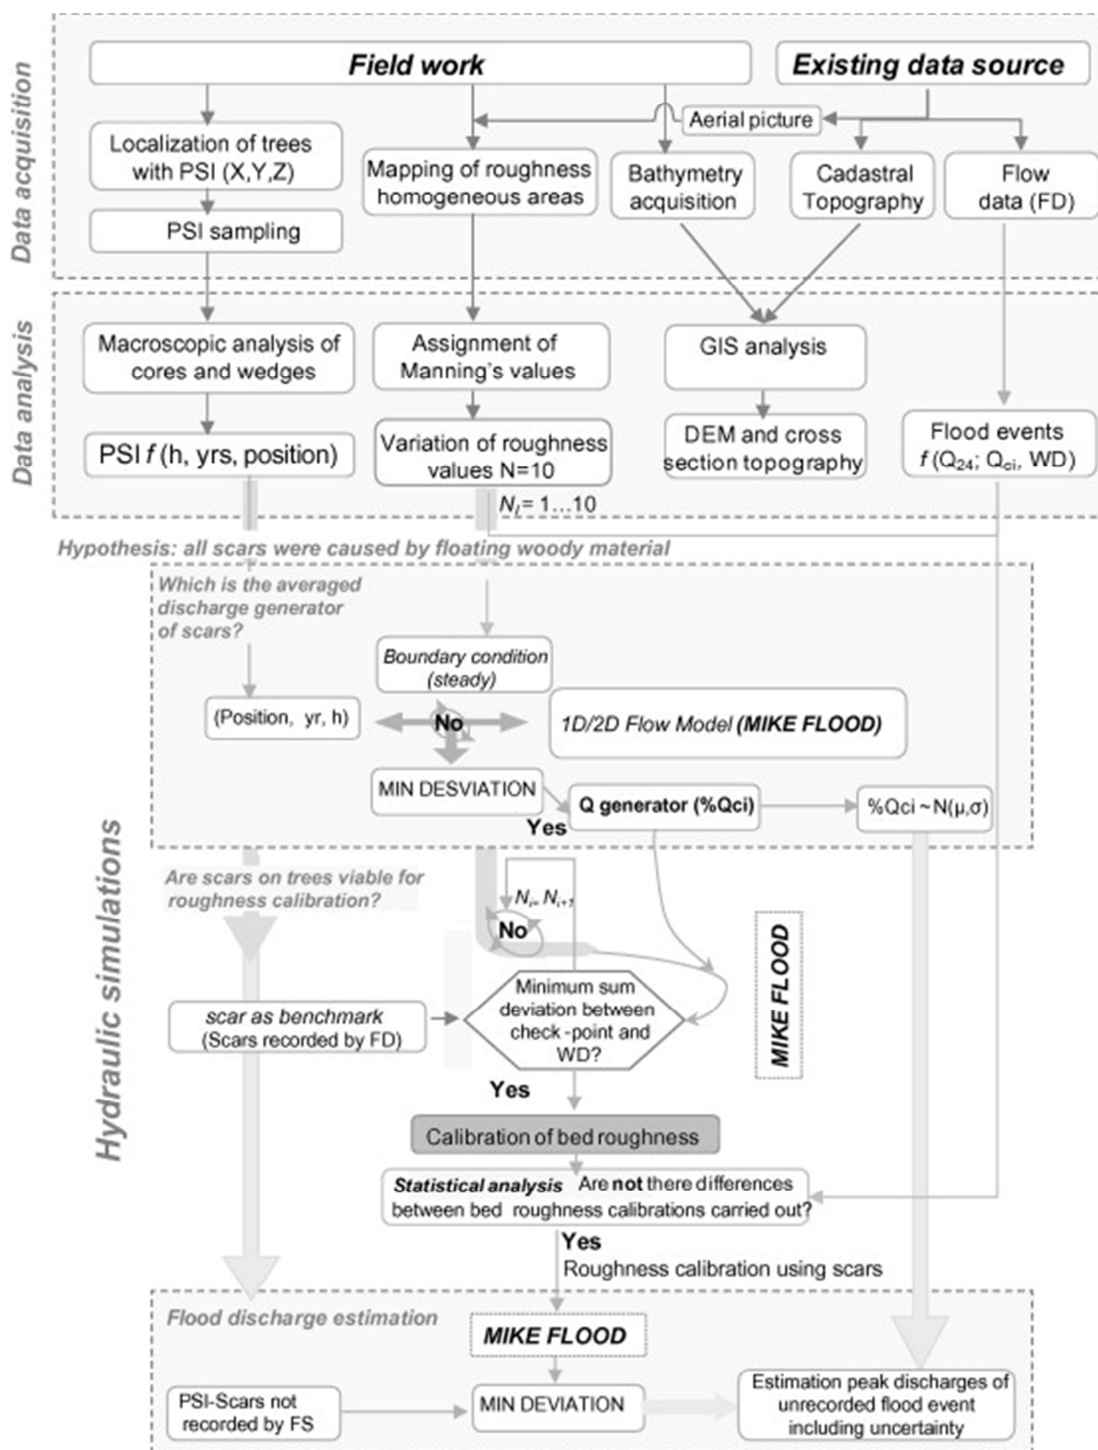 Data acquisition
Field work
Existing data source
Aerial picture
Localization of trees
with PSI (X,Y,Z)
Mapping of roughness
homogeneous areas
Bathymetry
acquisition
Cadastral
Topography
Flow
data (FD)
PSI sampling
Data analysis
Macroscopic analysis of
cores and wedges
Assignment of
Manning's values
GIS analysis
PSI f (h, yrs, position)
Variation of roughness
values N=10
DEM and cross
section topography
Flood events
f (Q24; Qci, WD)
Ni = 1...10
Hypothesis: all scars were caused by floating woody material
Hydraulic simulations
Which is the averaged
discharge generator
of scars?
Boundary condition
(steady)
(Position, yr, h)
No
1D/2D Flow Model (MIKE FLOOD)
MIN DESVIATION
Yes
Q generator (%Qci)
%Qci ~ N(μ,σ)
Are scars on trees viable for
roughness calibration?
Ni= Ni+1
No
MIKE FLOOD
scar as benchmark
(Scars recorded by FD)
Minimum sum
deviation between
check-point and
WD?
Yes
Calibration of bed roughness
Statistical analysis Are not there differences
between bed roughness calibrations carried out?
Yes
Roughness calibration using scars
Flood discharge estimation
MIKE FLOOD
PSI-Scars not
recorded by FS
MIN DEVIATION
Estimation peak discharges of
unrecorded flood event
including uncertainty